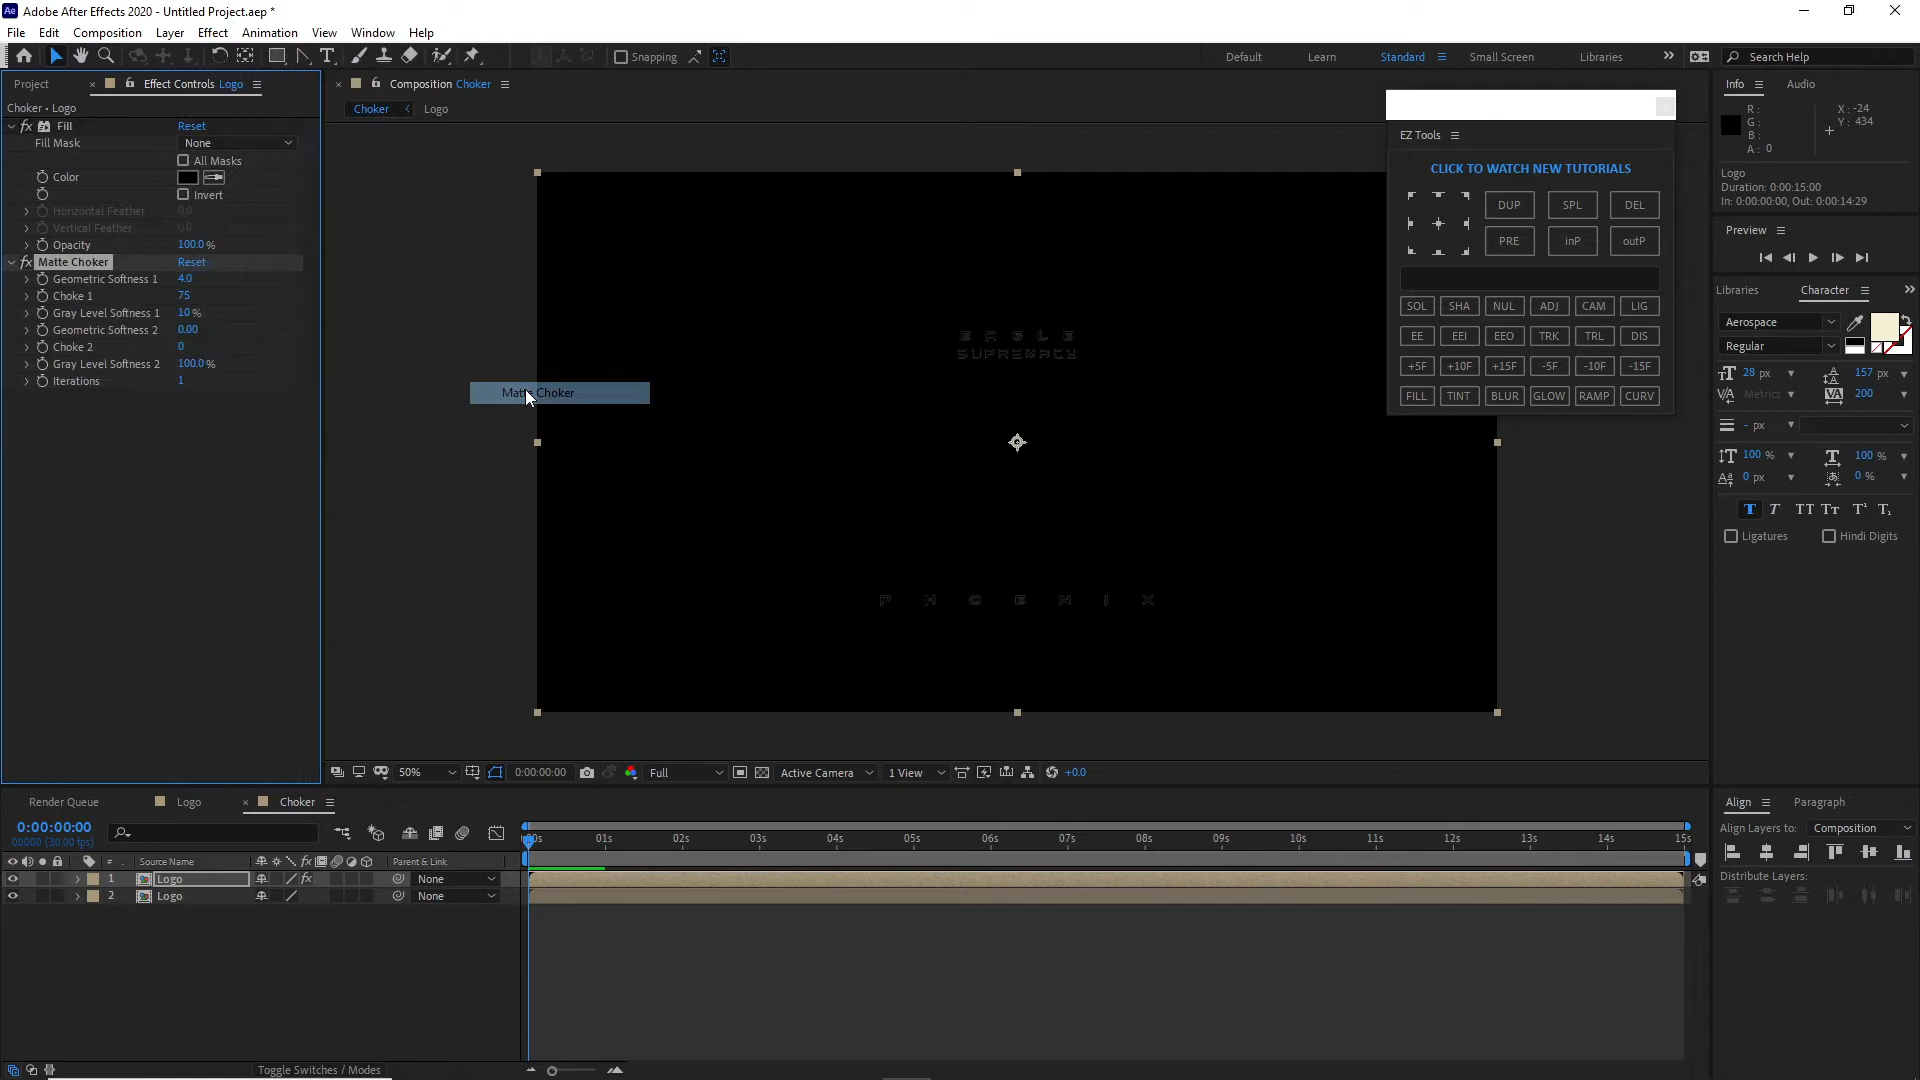 Adobe After Effects 2020 - Untitled Project.aep *
File Edit Composition Layer Effect Animation View Window Help
Snapping
Default Learn Standard Small Screen Libraries Search Help
Project
Effect Controls Logo
Choker • Logo
Fill Reset
Fill Mask None
All Masks
Color
Invert
Horizontal Feather 0.0
Vertical Feather 0.0
Opacity 100.0 %
Matte Choker Reset
Geometric Softness 1 4.0
Choke 1 75
Gray Level Softness 1 10 %
Geometric Softness 2 0.00
Choke 2 0
Gray Level Softness 2 100.0 %
Iterations 1
Composition Choker
Choker Logo
SUPREMACY
Matte Choker
P H O E N I X
EZ Tools
CLICK TO WATCH NEW TUTORIALS
DUP SPL DEL
PRE inP outP
SOL SHA NUL ADJ CAM LIG
EE EEI EEO TRK TRL DIS
+5F +10F +15F -5F -10F -15F
FILL TINT BLUR GLOW RAMP CURV
50% 0:00:00:00 Full Active Camera 1 View +0.0
Info Audio
R : X : -24
G : Y : 434
B :
A : 0
Logo
Duration: 0:00:15:00
In: 0:00:00:00, Out: 0:00:14:29
Preview
Libraries Character
Aerospace
Regular
28 px 157 px
Metrics 200
- px
100 % 100 %
0 px 0 %
T T TT Tт T¹ T₁
Ligatures Hindi Digits
Render Queue Logo Choker
0:00:00:00
00000 (30.00 fps)
:00s 01s 02s 03s 04s 05s 06s 07s 08s 09s 10s 11s 12s 13s 14s 15s
# Source Name Parent & Link
1 Logo None
2 Logo None
Toggle Switches / Modes
Align Paragraph
Align Layers to: Composition
Distribute Layers: